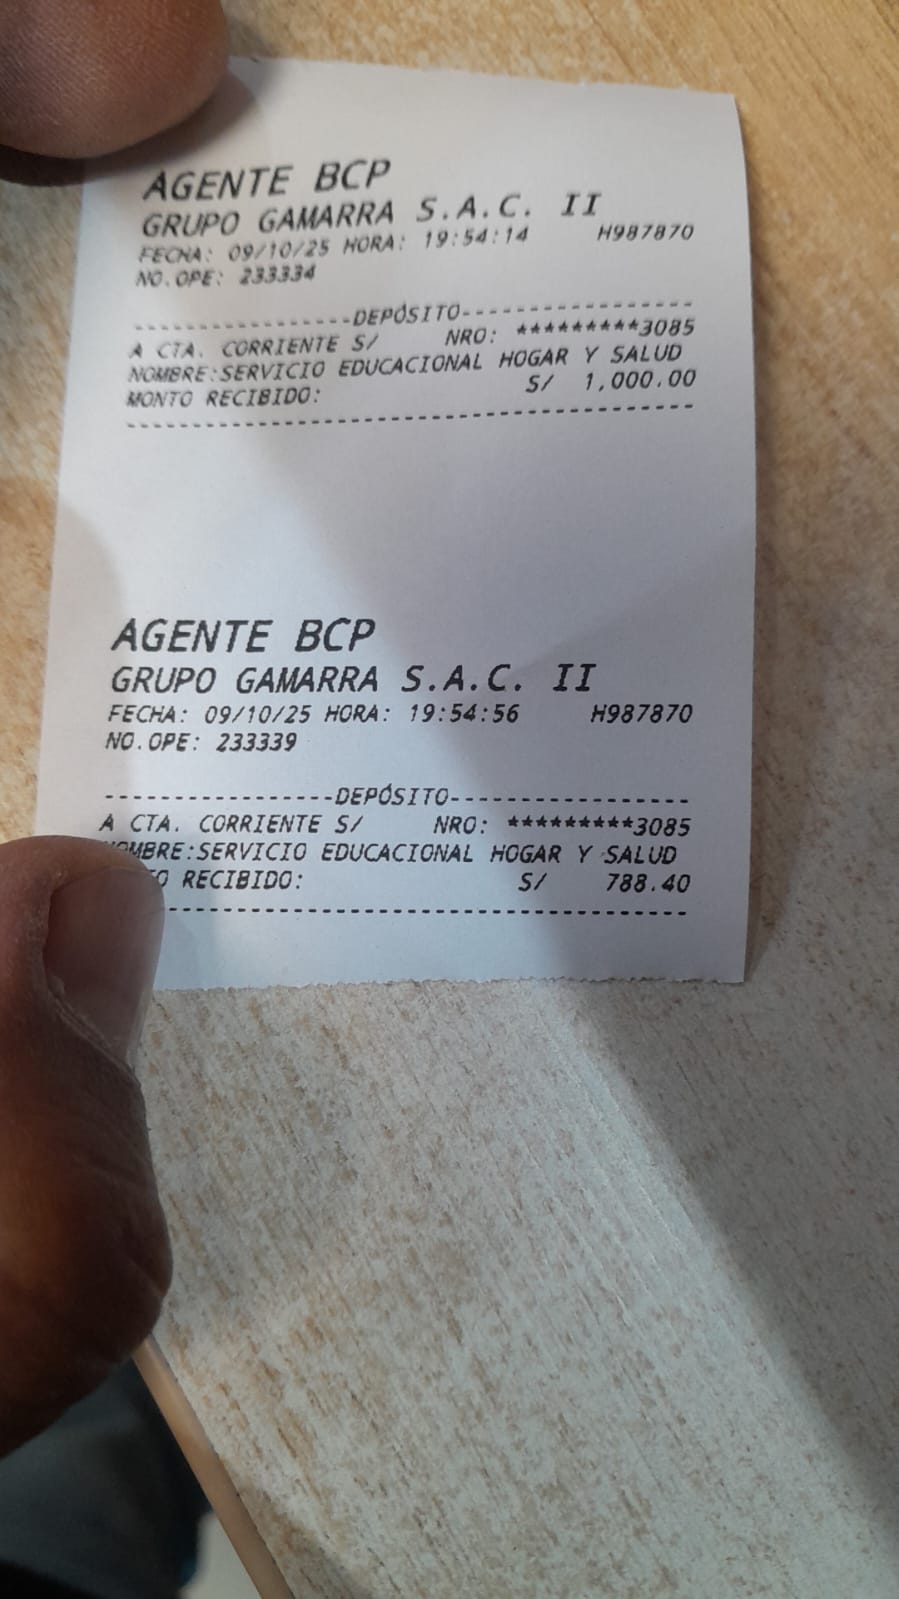 AGENTE BCP
GRUPO GAMARRA S.A.C. II
FECHA: 09/10/25 HORA: 19:54:14 H987870
NO.OPE: 233334
-----------------DEPÓSITO------------------
A CTA. CORRIENTE S/ NRO: *********3085
NOMBRE:SERVICIO EDUCACIONAL HOGAR Y SALUD
MONTO RECIBIDO: S/ 1,000.00
-------------------------------------------
AGENTE BCP
GRUPO GAMARRA S.A.C. II
FECHA: 09/10/25 HORA: 19:54:56 H987870
NO.OPE: 233339
-----------------DEPÓSITO------------------
A CTA. CORRIENTE S/ NRO: *********3085
OMBRE:SERVICIO EDUCACIONAL HOGAR Y SALUD
O RECIBIDO: S/ 788.40
--------------------------------------